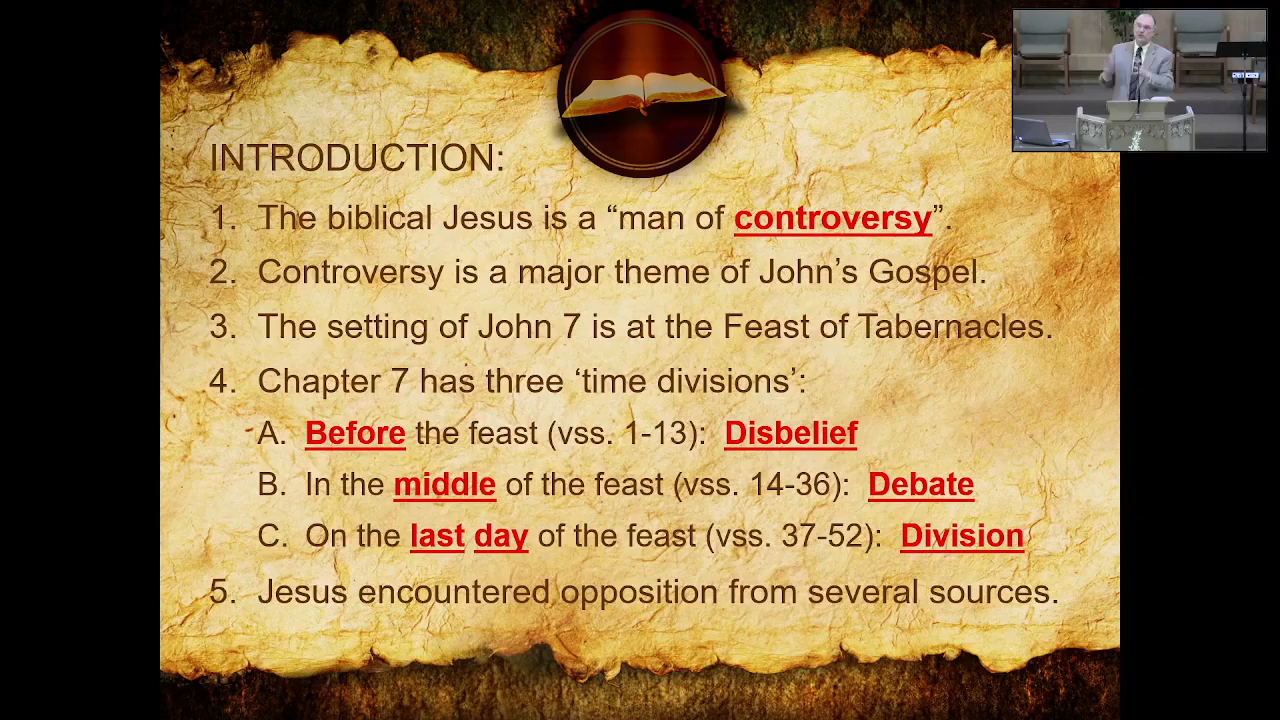 INTRODUCTION:
1. The biblical Jesus is a “man of controversy”.
2. Controversy is a major theme of John’s Gospel.
3. The setting of John 7 is at the Feast of Tabernacles.
4. Chapter 7 has three ‘time divisions’:
A. Before the feast (vss. 1-13): Disbelief
B. In the middle of the feast (vss. 14-36): Debate
C. On the last day of the feast (vss. 37-52): Division
5. Jesus encountered opposition from several sources.